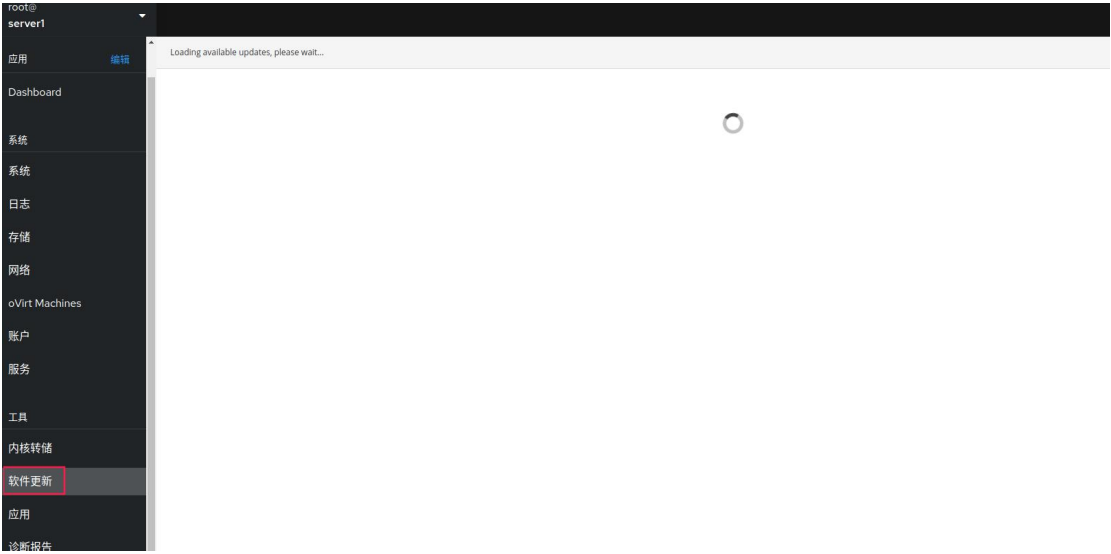 root@
server1
应用 编辑
Loading available updates, please wait...
Dashboard
系统
系统
日志
存储
网络
oVirt Machines
账户
服务
工具
内核转储
软件更新
应用
诊断报告